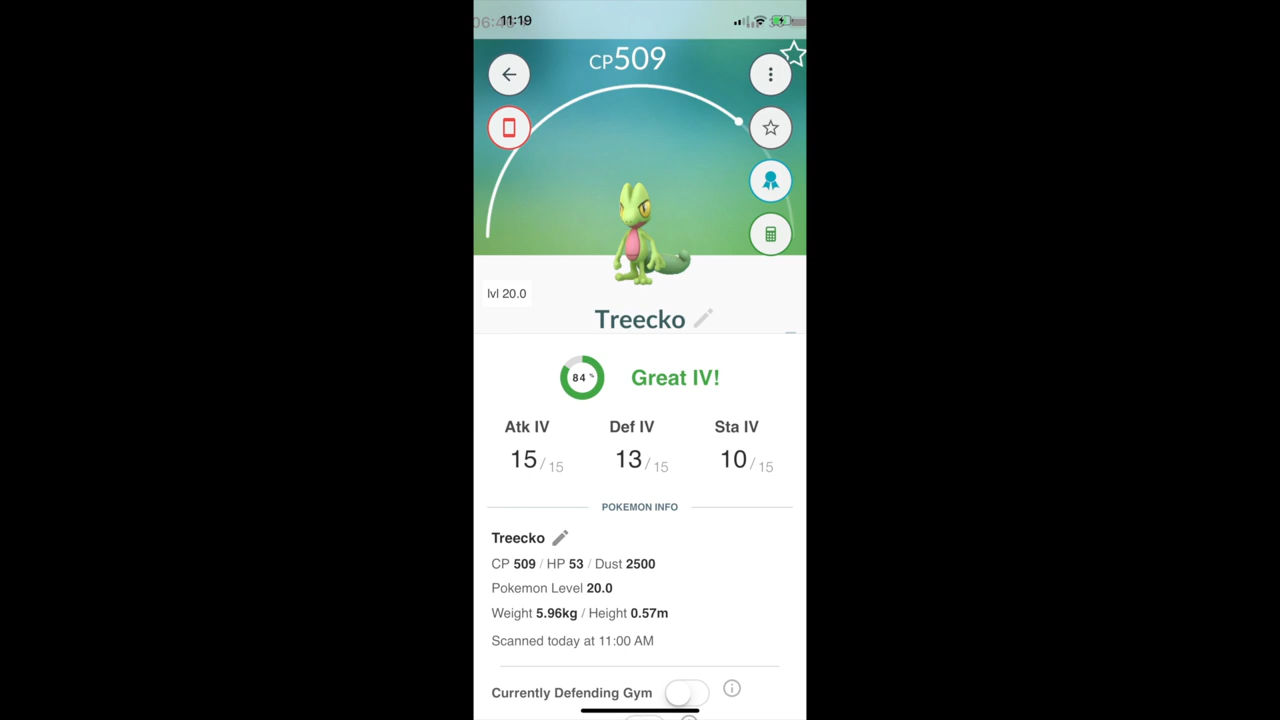 11:19
CP509
lvl 20.0
Treecko
84 % Great IV!
Atk IV Def IV Sta IV
15/15 13/15 10/15
POKEMON INFO
Treecko
CP 509 / HP 53 / Dust 2500
Pokemon Level 20.0
Weight 5.96kg / Height 0.57m
Scanned today at 11:00 AM
Currently Defending Gym